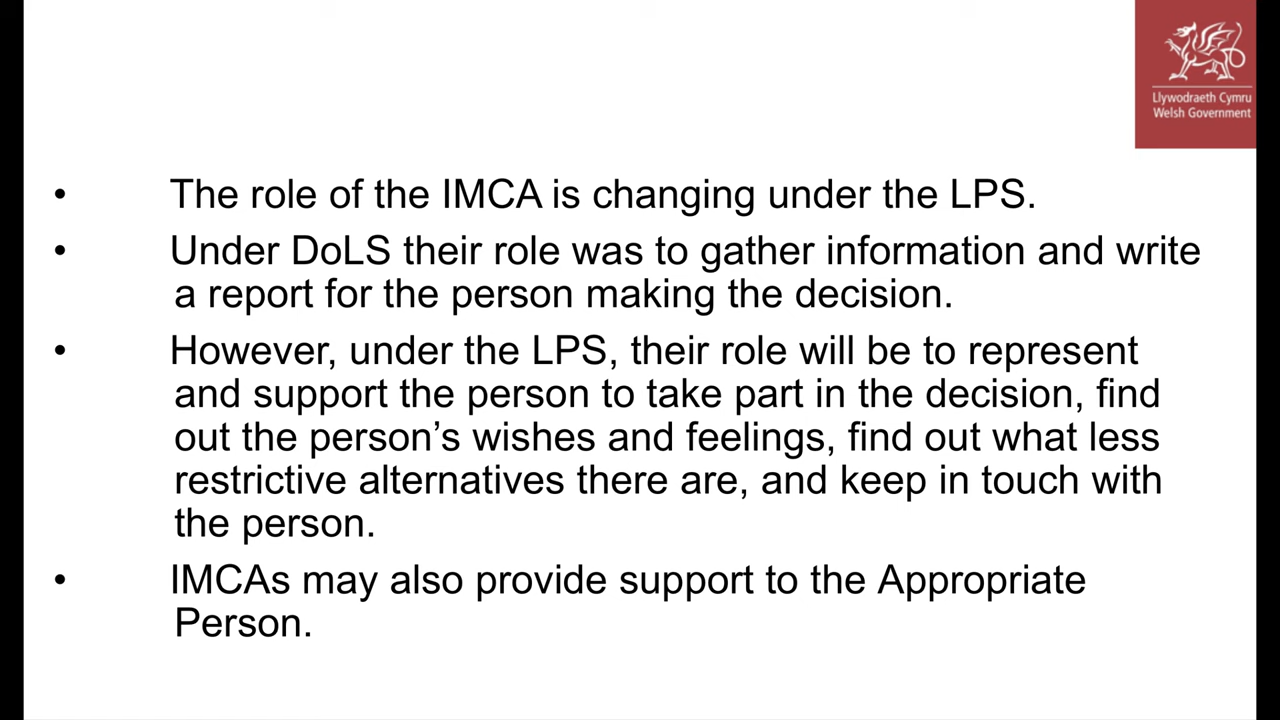 Llywodraeth Cymru
Welsh Government
• The role of the IMCA is changing under the LPS.
• Under DoLS their role was to gather information and write
a report for the person making the decision.
• However, under the LPS, their role will be to represent
and support the person to take part in the decision, find
out the person’s wishes and feelings, find out what less
restrictive alternatives there are, and keep in touch with
the person.
• IMCAs may also provide support to the Appropriate
Person.